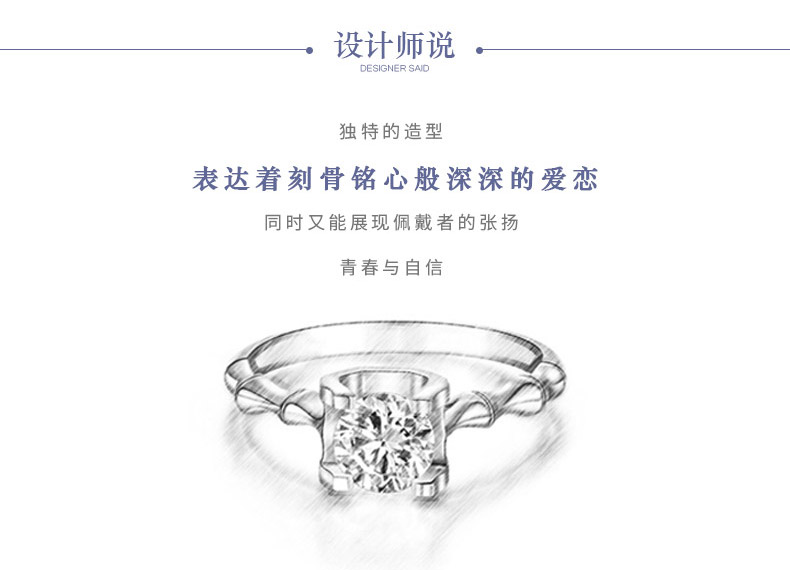 设计师说
DESIGNER SAID
独特的造型
表达着刻骨铭心般深深的爱恋
同时又能展现佩戴者的张扬
青春与自信